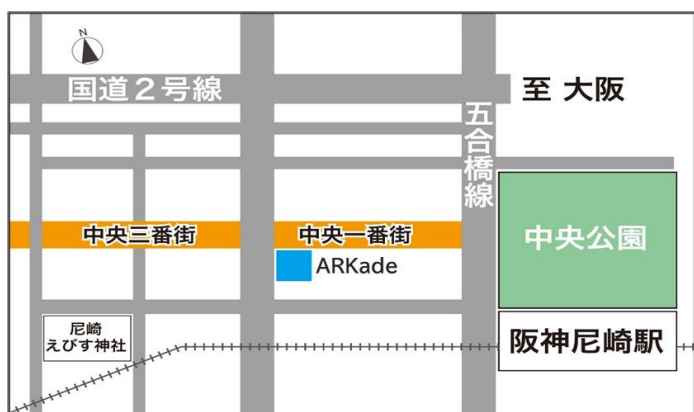 N
国道２号線
至 大阪
五合橋線
中央三番街
中央一番街
中央公園
ARKade
尼崎
えびす神社
阪神尼崎駅